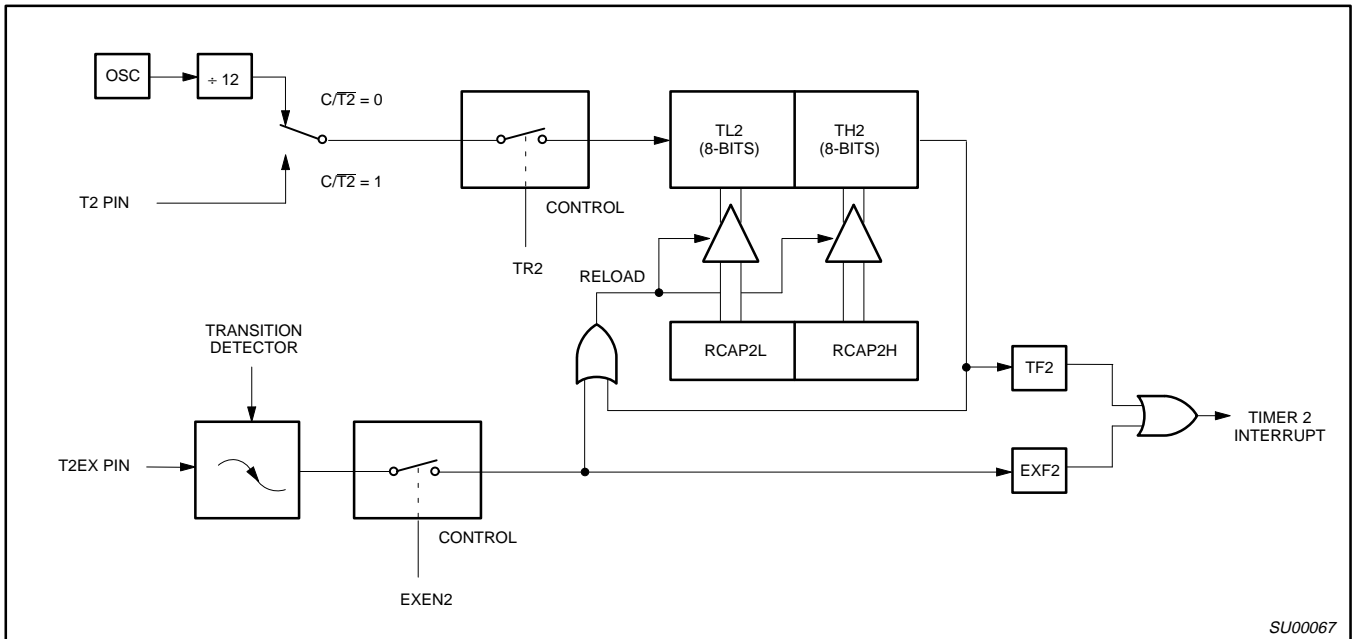 OSC
÷ 12
C/T2 = 0
C/T2 = 1
T2 PIN
CONTROL
TR2
TL2
(8-BITS)
TH2
(8-BITS)
RELOAD
RCAP2L
RCAP2H
TRANSITION
DETECTOR
T2EX PIN
CONTROL
EXEN2
TF2
EXF2
TIMER 2
INTERRUPT
SU00067